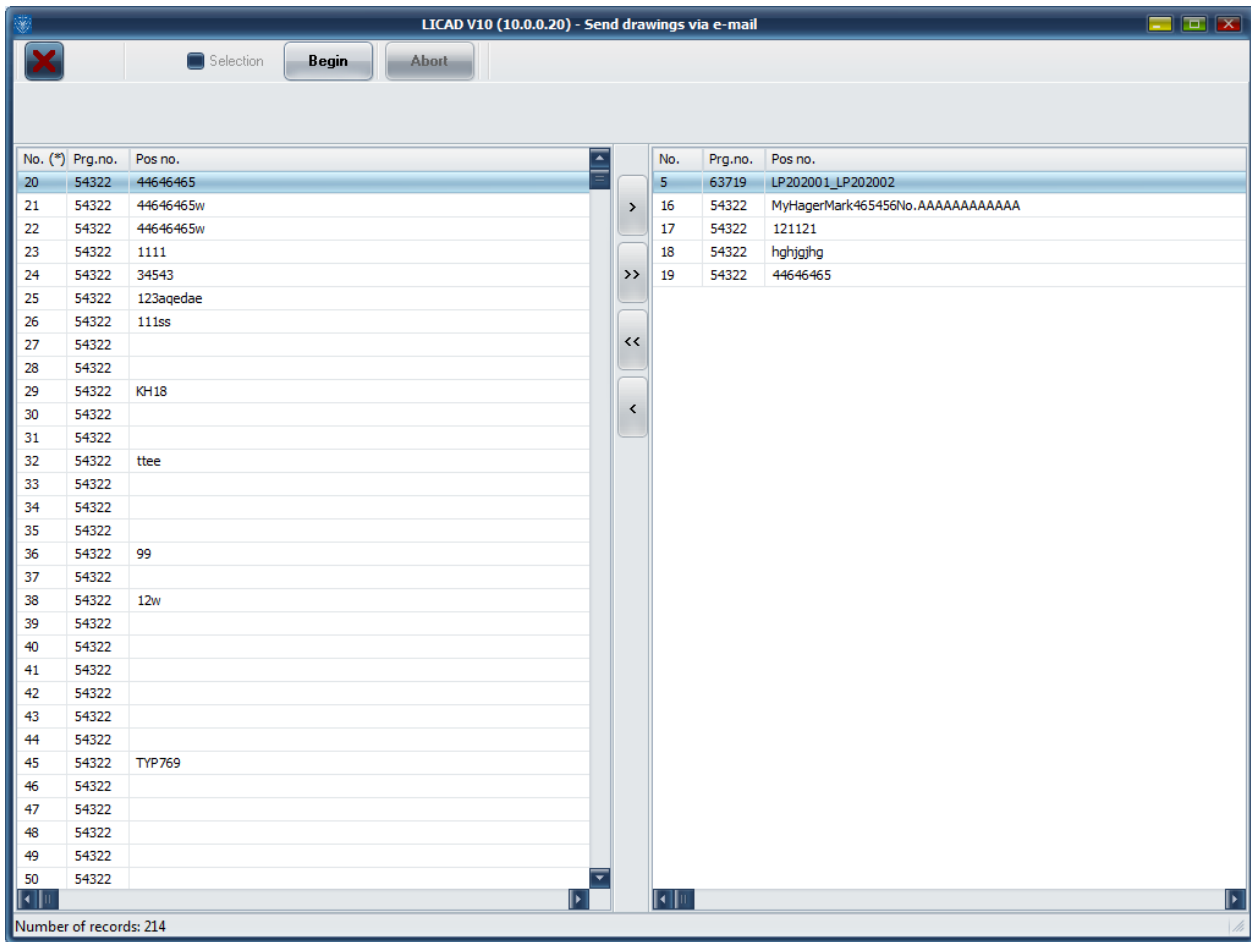 LICAD V10 (10.0.0.20) - Send drawings via e-mail
Selection Begin Abort
No. (*) Prg.no. Pos no.
20 54322 44646465
21 54322 44646465w
22 54322 44646465w
23 54322 1111
24 54322 34543
25 54322 123aqedae
26 54322 111ss
27 54322
28 54322
29 54322 KH18
30 54322
31 54322
32 54322 ttee
33 54322
34 54322
35 54322
36 54322 99
37 54322
38 54322 12w
39 54322
40 54322
41 54322
42 54322
43 54322
44 54322
45 54322 TYP769
46 54322
47 54322
48 54322
49 54322
50 54322
>
>>
<<
<
No. Prg.no. Pos no.
5 63719 LP202001_LP202002
16 54322 MyHagerMark465456No.AAAAAAAAAAAA
17 54322 121121
18 54322 hghjgjhg
19 54322 44646465
Number of records: 214